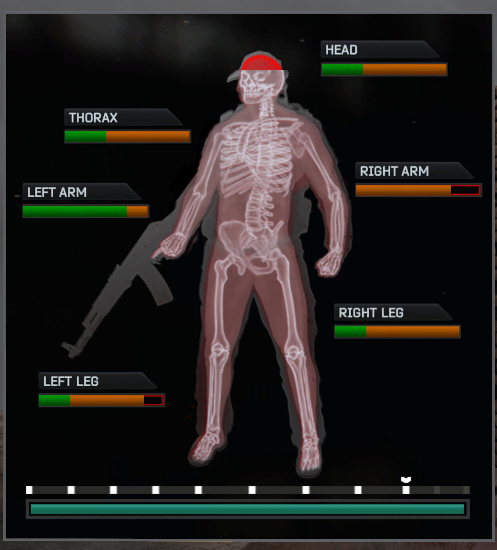 HEAD
THORAX
RIGHT ARM
LEFT ARM
RIGHT LEG
LEFT LEG